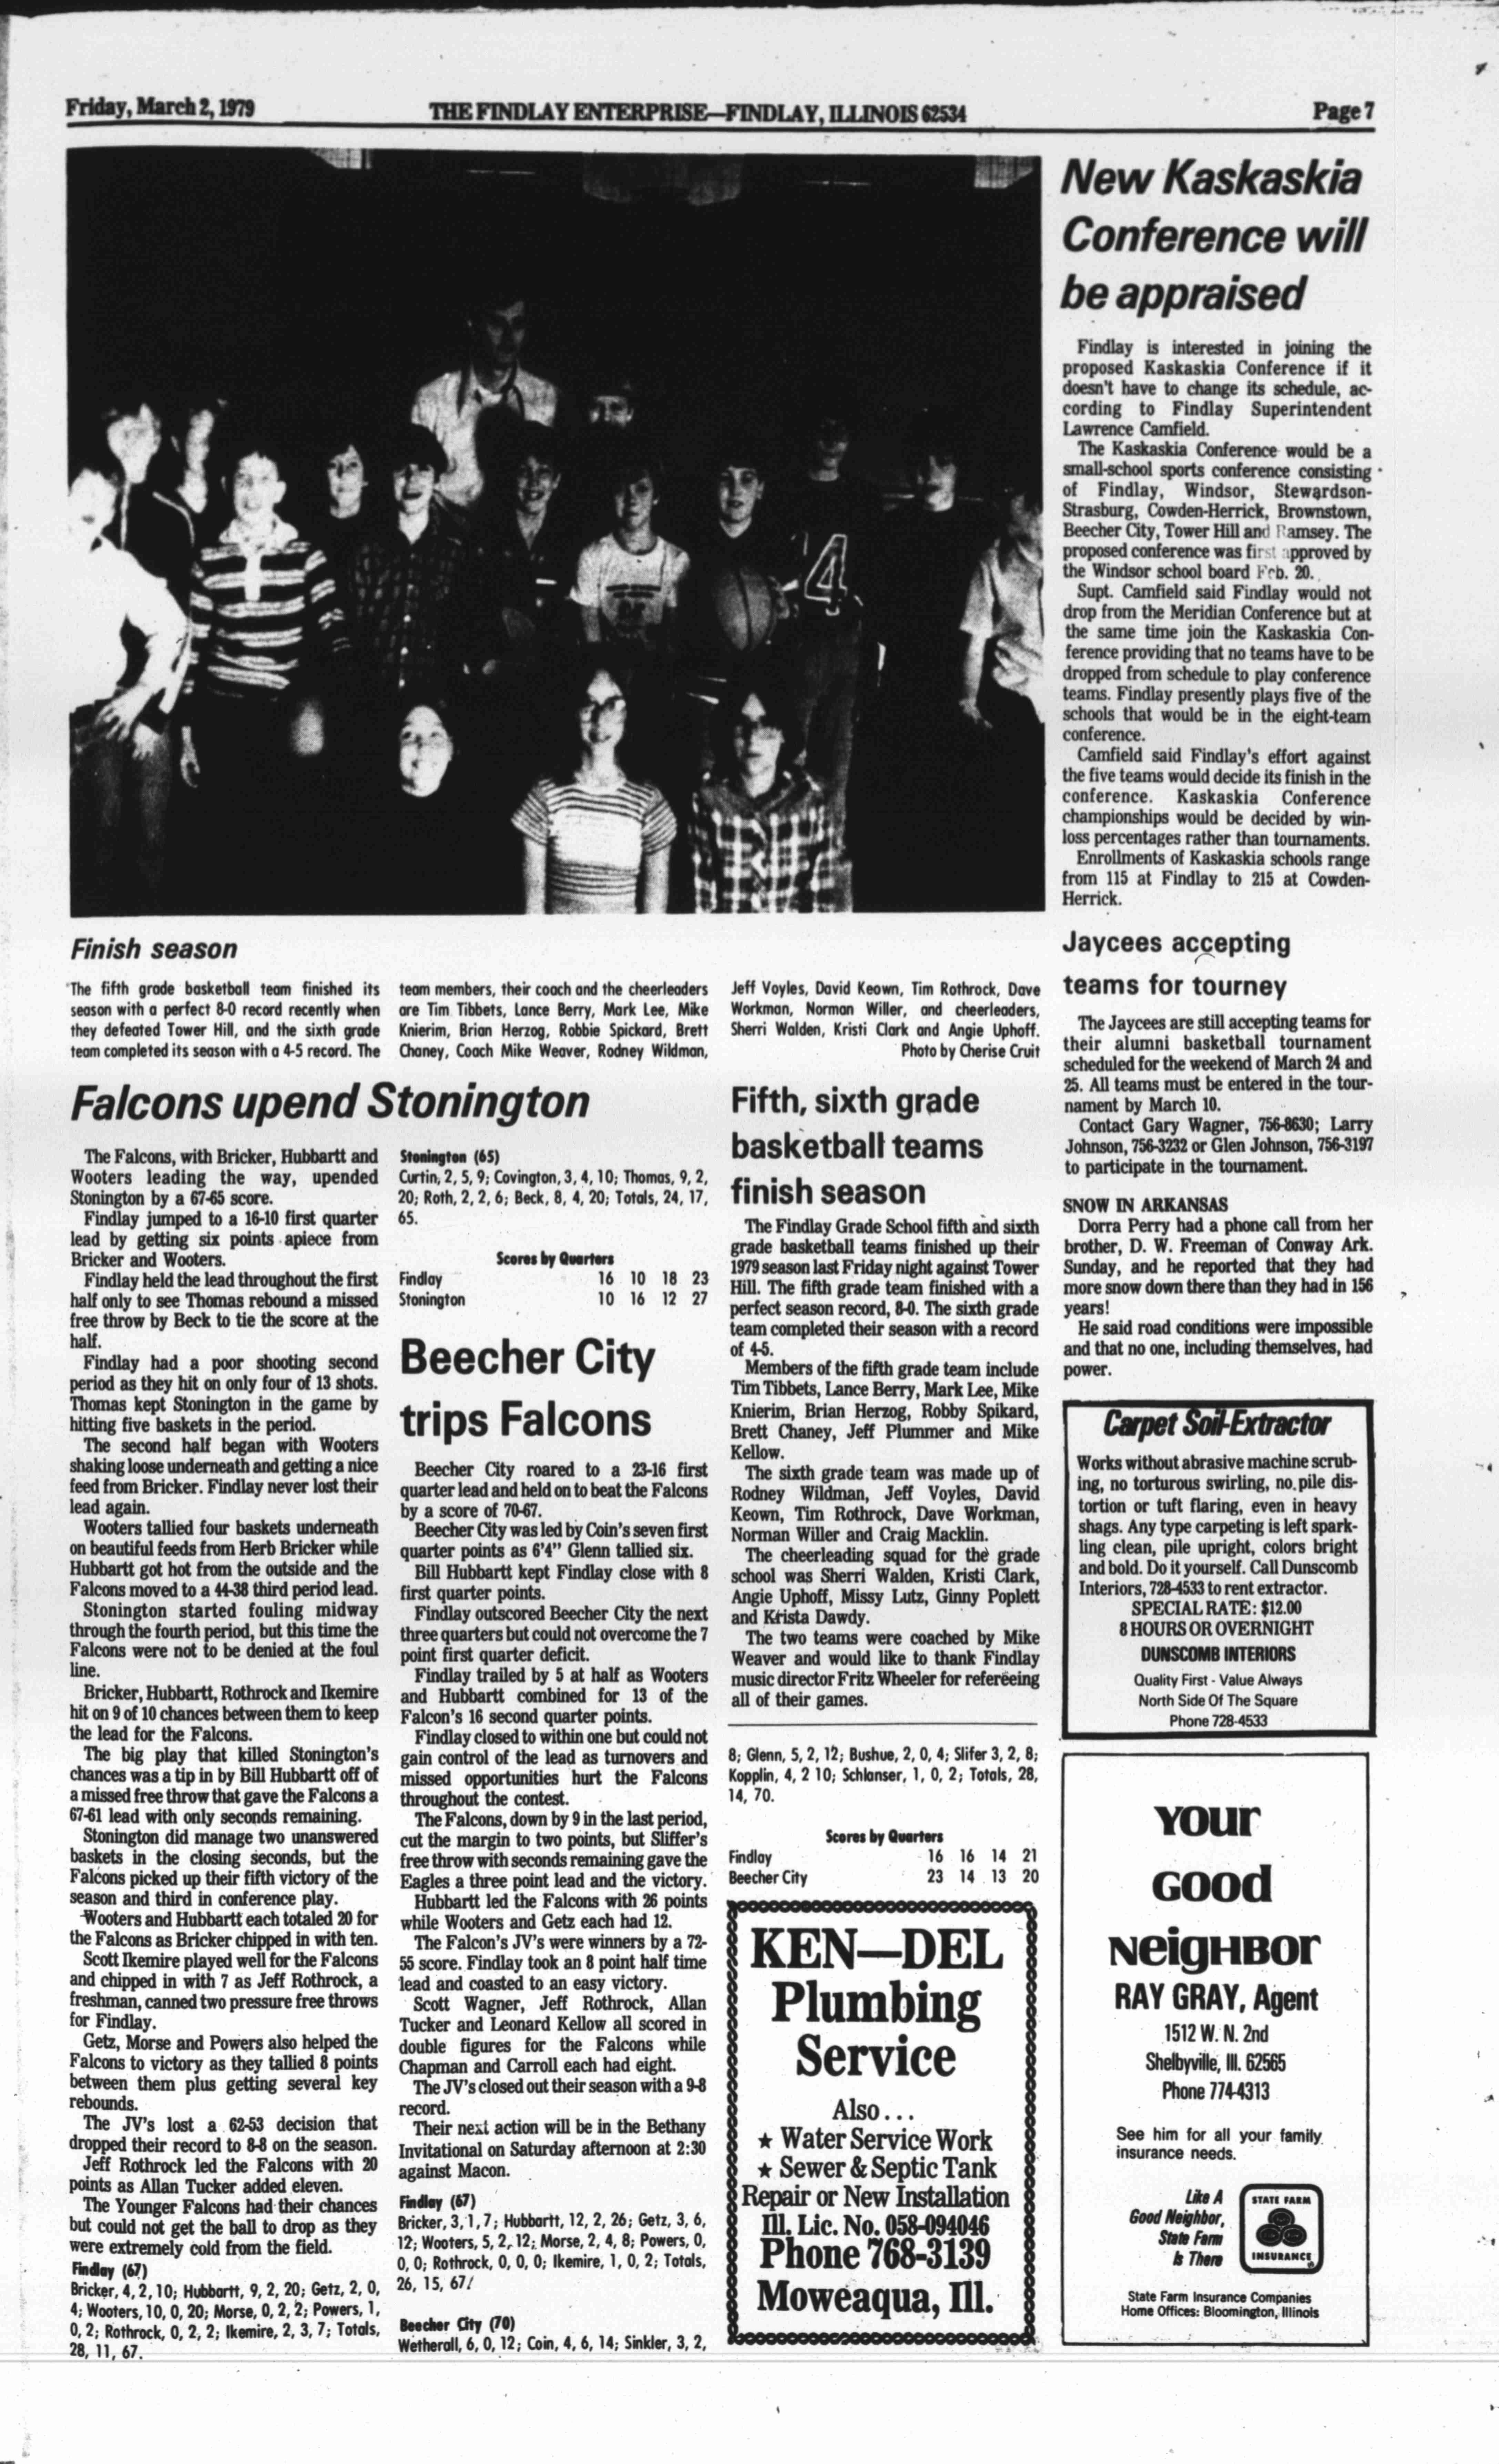 Friday, March 2, 1979
THE FINDLAY ENTERPRISE—FINDLAY, ILLINOIS 62534
Page 7
4
Finish season
The fifth grade basketball team finished its
season with a perfect 8-0 record recently when
they defeated Tower Hill, and the sixth grade
team completed its season with a 4-5 record. The
team members, their coach and the cheerleaders
are Tim Tibbets, Lance Berry, Mark Lee, Mike
Knierim, Brian Herzog, Robbie Spickard, Brett
Chaney, Coach Mike Weaver, Rodney Wildman,
Jeff Voyles, David Keown, Tim Rothrock, Dave
Workman, Norman Willer, and cheerleaders,
Sherri Walden, Kristi Clark and Angie Uphoff.
Photo by Cherise Cruit
Falcons upend Stonington
The Falcons, with Bricker, Hubbartt and
Wooters leading the way, upended
Stonington by a 67-65 score.
Findlay jumped to a 16-10 first quarter
lead by getting six points apiece from
Bricker and Wooters.
Findlay held the lead throughout the first
half only to see Thomas rebound a missed
free throw by Beck to tie the score at the
half.
Findlay had a poor shooting second
period as they hit on only four of 13 shots.
Thomas kept Stonington in the game by
hitting five baskets in the period.
The second half began with Wooters
shaking loose underneath and getting a nice
feed from Bricker. Findlay never lost their
lead again.
Wooters tallied four baskets underneath
on beautiful feeds from Herb Bricker while
Hubbartt got hot from the outside and the
Falcons moved to a 44-38 third period lead.
Stonington started fouling midway
through the fourth period, but this time the
Falcons were not to be denied at the foul
line.
Bricker, Hubbartt, Rothrock and Ikemire
hit on 9 of 10 chances between them to keep
the lead for the Falcons.
The big play that killed Stonington's
chances was a tip in by Bill Hubbartt off of
a missed free throw that gave the Falcons a
67-61 lead with only seconds remaining.
Stonington did manage two unanswered
baskets in the closing seconds, but the
Falcons picked up their fifth victory of the
season and third in conference play.
Wooters and Hubbartt each totaled 20 for
the Falcons as Bricker chipped in with ten.
Scott Ikemire played well for the Falcons
and chipped in with 7 as Jeff Rothrock, a
freshman, canned two pressure free throws
for Findlay.
Getz, Morse and Powers also helped the
Falcons to victory as they tallied 8 points
between them plus getting several key
rebounds.
The JV's lost a 62-53 decision that
dropped their record to 8-8 on the season.
Jeff Rothrock led the Falcons with 20
points as Allan Tucker added eleven.
The Younger Falcons had their chances
but could not get the ball to drop as they
were extremely cold from the field.
Findlay (67)
Bricker, 4, 2, 10; Hubbartt, 9, 2, 20; Getz, 2, 0,
4; Wooters, 10, 0, 20; Morse, 0, 2, 2; Powers, 1,
0, 2; Rothrock, 0, 2, 2; Ikemire, 2, 3, 7; Totals,
28, 11, 67.
Stonington (65)
Curtin, 2, 5, 9; Covington, 3, 4, 10; Thomas, 9, 2,
20; Roth, 2, 2, 6; Beck, 8, 4, 20; Totals, 24, 17,
65.
Scores by Quarters
Findlay 16 10 18 23
Stonington 10 16 12 27
Beecher City
trips Falcons
Beecher City roared to a 23-16 first
quarter lead and held on to beat the Falcons
by a score of 70-67.
Beecher City was led by Coin's seven first
quarter points as 6'4" Glenn tallied six.
Bill Hubbartt kept Findlay close with 8
first quarter points.
Findlay outscored Beecher City the next
three quarters but could not overcome the 7
point first quarter deficit.
Findlay trailed by 5 at half as Wooters
and Hubbartt combined for 13 of the
Falcon's 16 second quarter points.
Findlay closed to within one but could not
gain control of the lead as turnovers and
missed opportunities hurt the Falcons
throughout the contest.
The Falcons, down by 9 in the last period,
cut the margin to two points, but Sliffer's
free throw with seconds remaining gave the
Eagles a three point lead and the victory.
Hubbartt led the Falcons with 26 points
while Wooters and Getz each had 12.
The Falcon's JV's were winners by a 72-
55 score. Findlay took an 8 point half time
lead and coasted to an easy victory.
Scott Wagner, Jeff Rothrock, Allan
Tucker and Leonard Kellow all scored in
double figures for the Falcons while
Chapman and Carroll each had eight.
The JV's closed out their season with a 9-8
record.
Their next action will be in the Bethany
Invitational on Saturday afternoon at 2:30
against Macon.
Findlay (67)
Bricker, 3, 1, 7; Hubbartt, 12, 2, 26; Getz, 3, 6,
12; Wooters, 5, 2, 12; Morse, 2, 4, 8; Powers, 0,
0, 0; Rothrock, 0, 0, 0; Ikemire, 1, 0, 2; Totals,
26, 15, 67.
Beecher City (70)
Wetherall, 6, 0, 12; Coin, 4, 6, 14; Sinkler, 3, 2,
Fifth, sixth grade
basketball teams
finish season
The Findlay Grade School fifth and sixth
grade basketball teams finished up their
1979 season last Friday night against Tower
Hill. The fifth grade team finished with a
perfect season record, 8-0. The sixth grade
team completed their season with a record
of 4-5.
Members of the fifth grade team include
Tim Tibbets, Lance Berry, Mark Lee, Mike
Knierim, Brian Herzog, Robby Spikard,
Brett Chaney, Jeff Plummer and Mike
Kellow.
The sixth grade team was made up of
Rodney Wildman, Jeff Voyles, David
Keown, Tim Rothrock, Dave Workman,
Norman Willer and Craig Macklin.
The cheerleading squad for the grade
school was Sherri Walden, Kristi Clark,
Angie Uphoff, Missy Lutz, Ginny Poplett
and Krista Dawdy.
The two teams were coached by Mike
Weaver and would like to thank Findlay
music director Fritz Wheeler for refereeing
all of their games.
8; Glenn, 5, 2, 12; Bushue, 2, 0, 4; Slifer 3, 2, 8;
Kopplin, 4, 2 10; Schlanser, 1, 0, 2; Totals, 28,
14, 70.
Scores by Quarters
Findlay 16 16 14 21
Beecher City 23 14 13 20
KEN—DEL
Plumbing
Service
Also...
★ Water Service Work
★ Sewer & Septic Tank
Repair or New Installation
Ill. Lic. No. 058-094046
Phone 768-3139
Moweaqua, Ill.
New Kaskaskia
Conference will
be appraised
Findlay is interested in joining the
proposed Kaskaskia Conference if it
doesn't have to change its schedule, ac-
cording to Findlay Superintendent
Lawrence Camfield.
The Kaskaskia Conference would be a
small-school sports conference consisting
of Findlay, Windsor, Stewardson-
Strasburg, Cowden-Herrick, Brownstown,
Beecher City, Tower Hill and Ramsey. The
proposed conference was first approved by
the Windsor school board Feb. 20.
Supt. Camfield said Findlay would not
drop from the Meridian Conference but at
the same time join the Kaskaskia Con-
ference providing that no teams have to be
dropped from schedule to play conference
teams. Findlay presently plays five of the
schools that would be in the eight-team
conference.
Camfield said Findlay's effort against
the five teams would decide its finish in the
conference. Kaskaskia Conference
championships would be decided by win-
loss percentages rather than tournaments.
Enrollments of Kaskaskia schools range
from 115 at Findlay to 215 at Cowden-
Herrick.
Jaycees accepting
teams for tourney
The Jaycees are still accepting teams for
their alumni basketball tournament
scheduled for the weekend of March 24 and
25. All teams must be entered in the tour-
nament by March 10.
Contact Gary Wagner, 756-8630; Larry
Johnson, 756-3232 or Glen Johnson, 756-3197
to participate in the tournament.
SNOW IN ARKANSAS
Dorra Perry had a phone call from her
brother, D. W. Freeman of Conway Ark.
Sunday, and he reported that they had
more snow down there than they had in 156
years!
He said road conditions were impossible
and that no one, including themselves, had
power.
Carpet Soil-Extractor
Works without abrasive machine scrub-
bing, no torturous swirling, no pile dis-
tortion or tuft flaring, even in heavy
shags. Any type carpeting is left spark-
ling clean, pile upright, colors bright
and bold. Do it yourself. Call Dunscomb
Interiors, 728-4533 to rent extractor.
SPECIAL RATE: $12.00
8 HOURS OR OVERNIGHT
DUNSCOMB INTERIORS
Quality First - Value Always
North Side Of The Square
Phone 728-4533
YOUR
GOOD
NEIGHBOR
RAY GRAY, Agent
1512 W. N. 2nd
Shelbyville, Ill. 62565
Phone 774-4313
See him for all your family
insurance needs.
Like A
Good Neighbor,
State Farm
Is There
STATE FARM
INSURANCE
State Farm Insurance Companies
Home Offices: Bloomington, Illinois